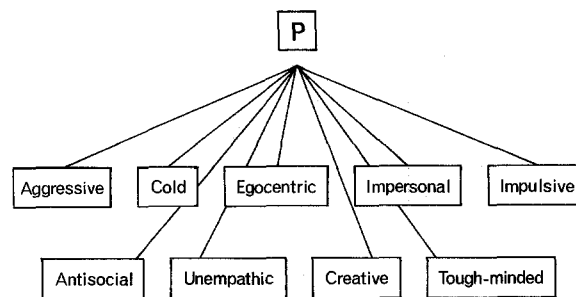 P
Aggressive Cold Egocentric Impersonal Impulsive
Antisocial Unempathic Creative Tough-minded